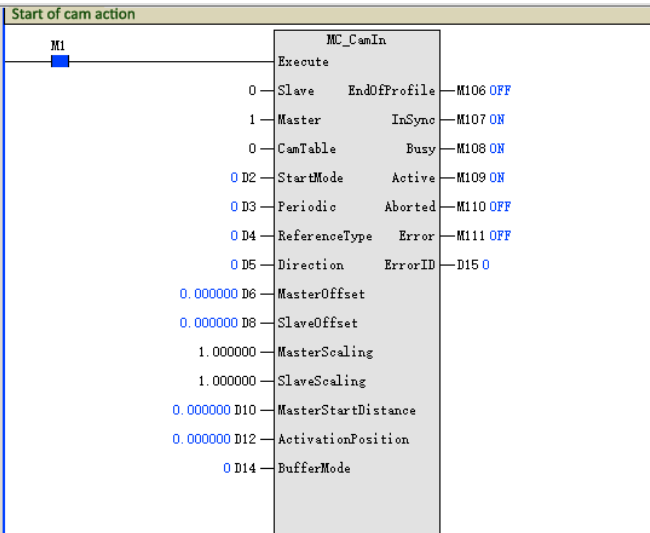 Start of cam action
M1
MC_CamIn
Execute
0 Slave EndOfProfile M106 OFF
1 Master InSync M107 ON
0 CamTable Busy M108 ON
0 D2 StartMode Active M109 ON
0 D3 Periodic Aborted M110 OFF
0 D4 ReferenceType Error M111 OFF
0 D5 Direction ErrorID D15 0
0.000000 D6 MasterOffset
0.000000 D8 SlaveOffset
1.000000 MasterScaling
1.000000 SlaveScaling
0.000000 D10 MasterStartDistance
0.000000 D12 ActivationPosition
0 D14 BufferMode